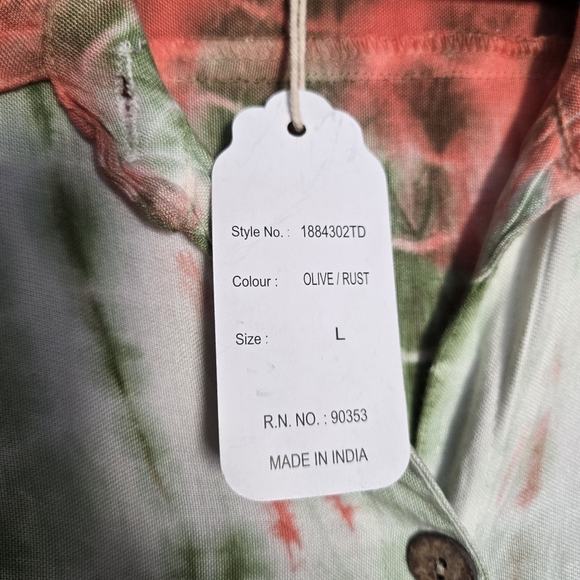 Style No. : 1884302TD
Colour : OLIVE / RUST
Size : L
R.N. NO. : 90353
MADE IN INDIA